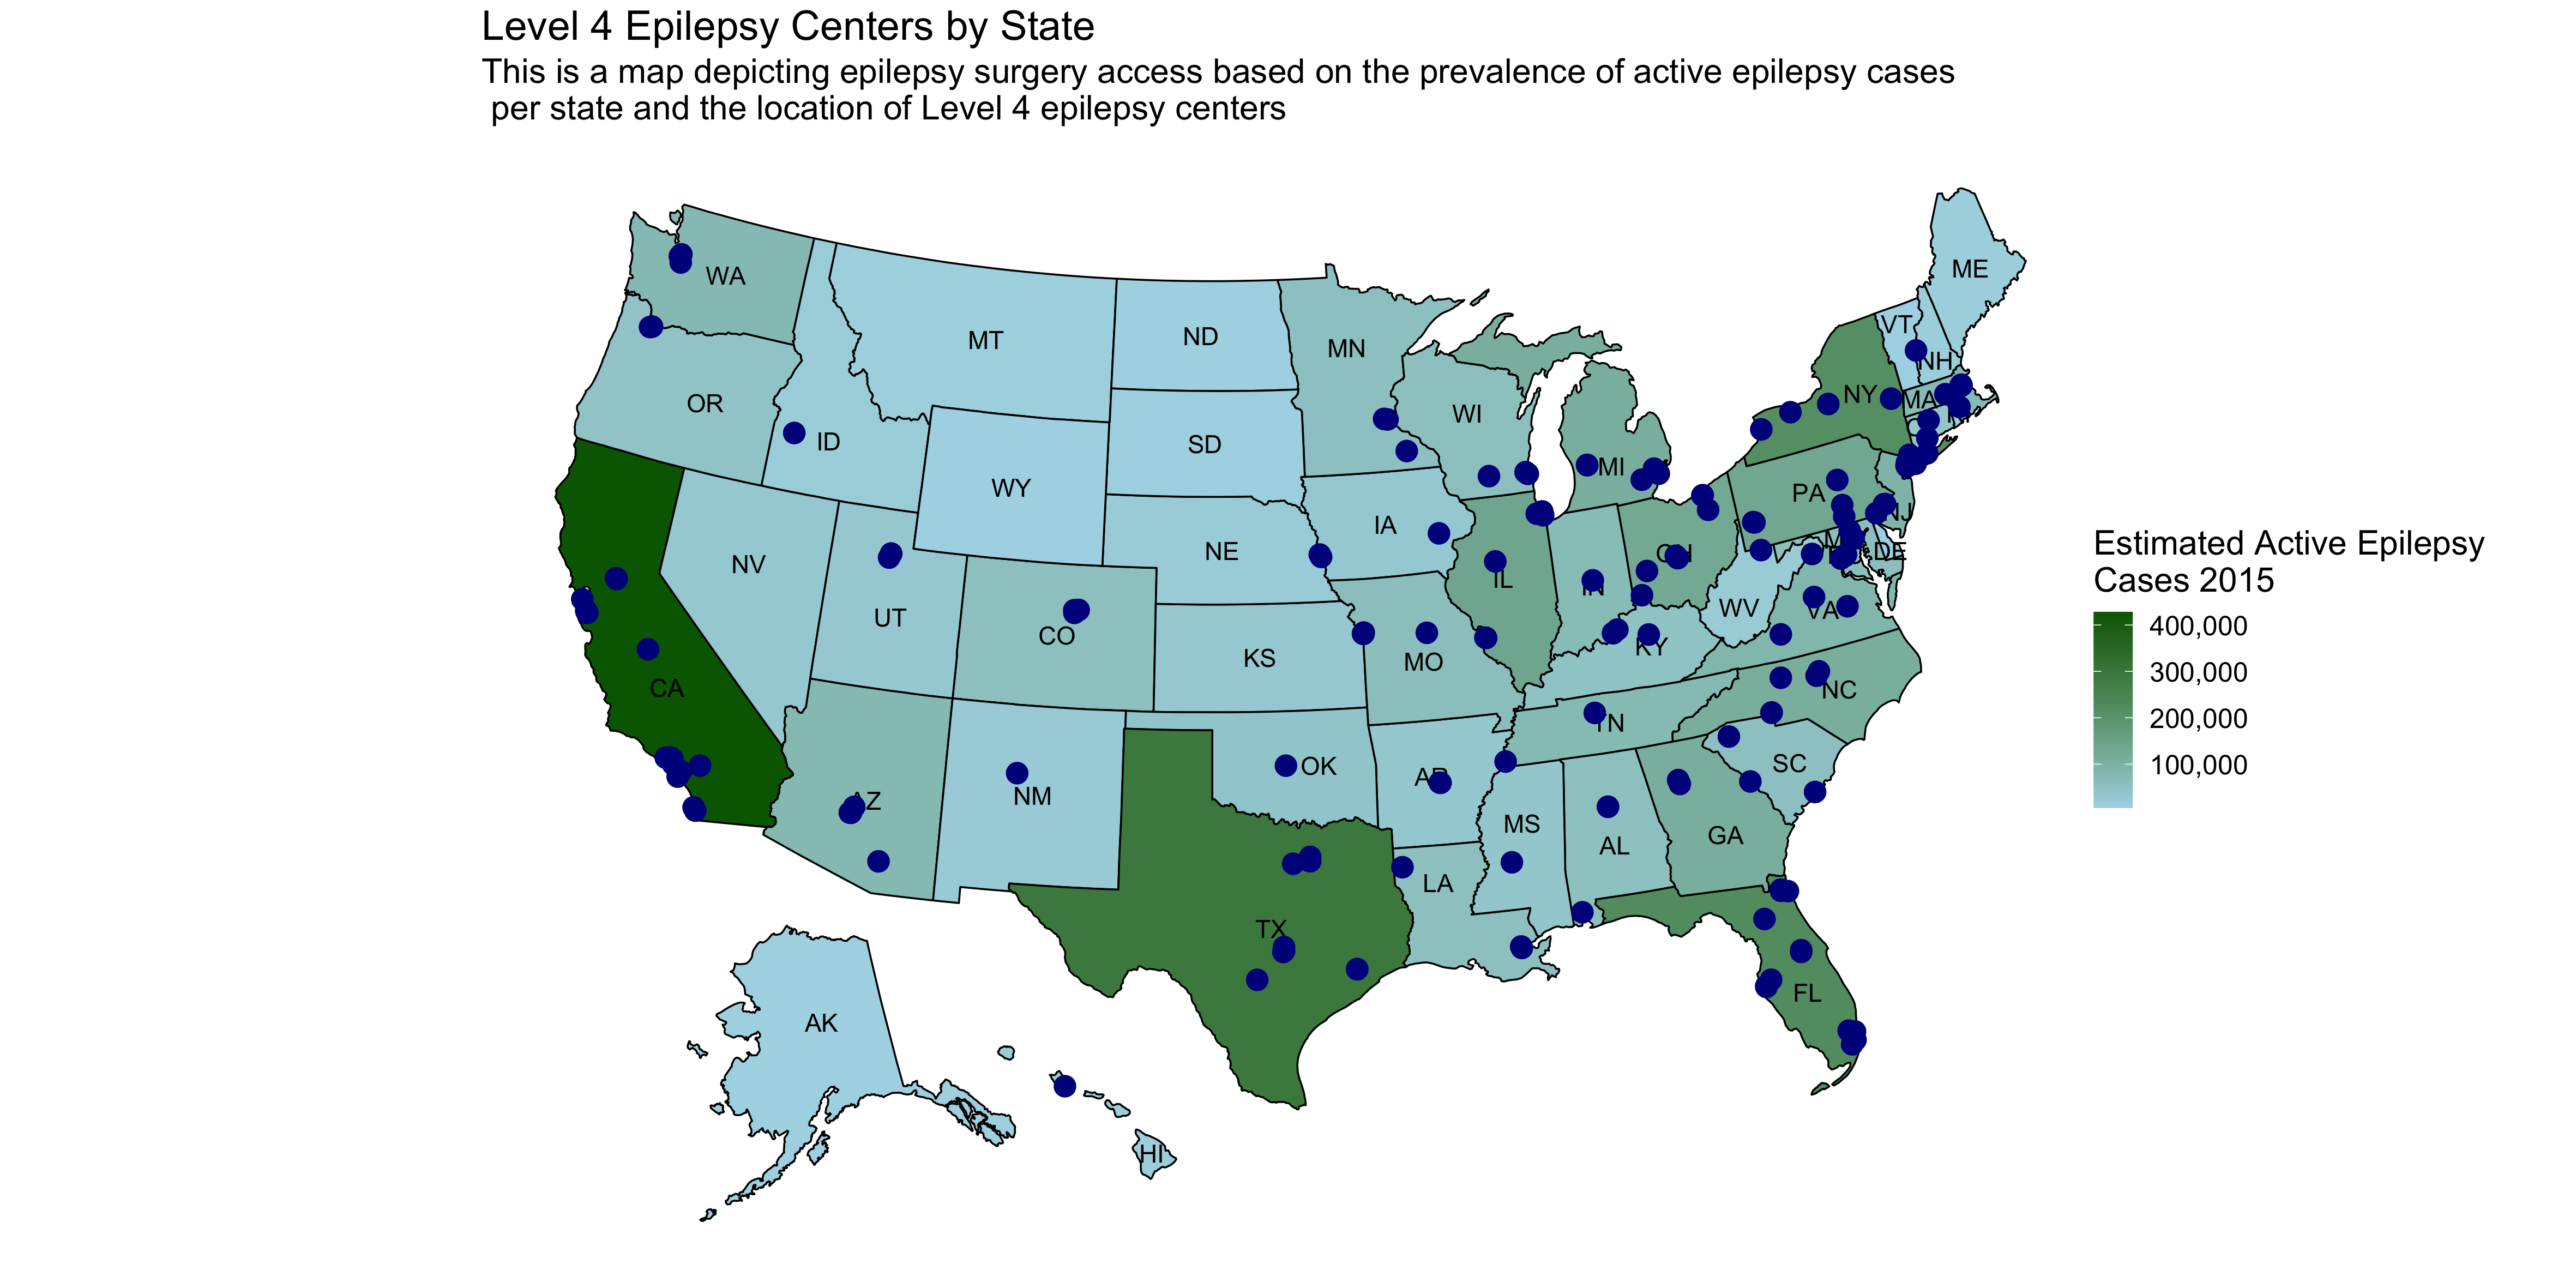 Level 4 Epilepsy Centers by State
This is a map depicting epilepsy surgery access based on the prevalence of active epilepsy cases
per state and the location of Level 4 epilepsy centers
WA
MT
ND
MN
ME
VT
NH
OR
ID
SD
WI
MI
NY
MA
WY
IA
PA
NJ
NV
UT
NE
IL
IN
OH
DE
CO
KS
MO
KY
WV
VA
CA
AZ
NM
OK
TN
NC
SC
MS
AL
GA
TX
LA
FL
AK
HI
Estimated Active Epilepsy
Cases 2015
400,000
300,000
200,000
100,000